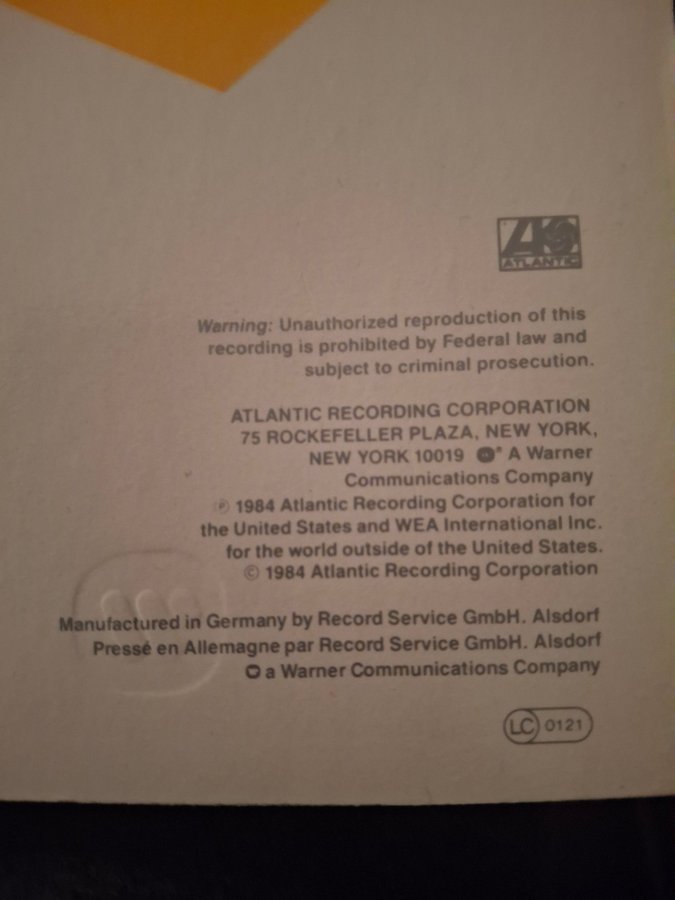 ATLANTIC
Warning: Unauthorized reproduction of this
recording is prohibited by Federal law and
subject to criminal prosecution.
ATLANTIC RECORDING CORPORATION
75 ROCKEFELLER PLAZA, NEW YORK,
NEW YORK 10019 ® A Warner
Communications Company
℗ 1984 Atlantic Recording Corporation for
the United States and WEA International Inc.
for the world outside of the United States.
© 1984 Atlantic Recording Corporation
Manufactured in Germany by Record Service GmbH. Alsdorf
Pressé en Allemagne par Record Service GmbH. Alsdorf
a Warner Communications Company
LC 0121